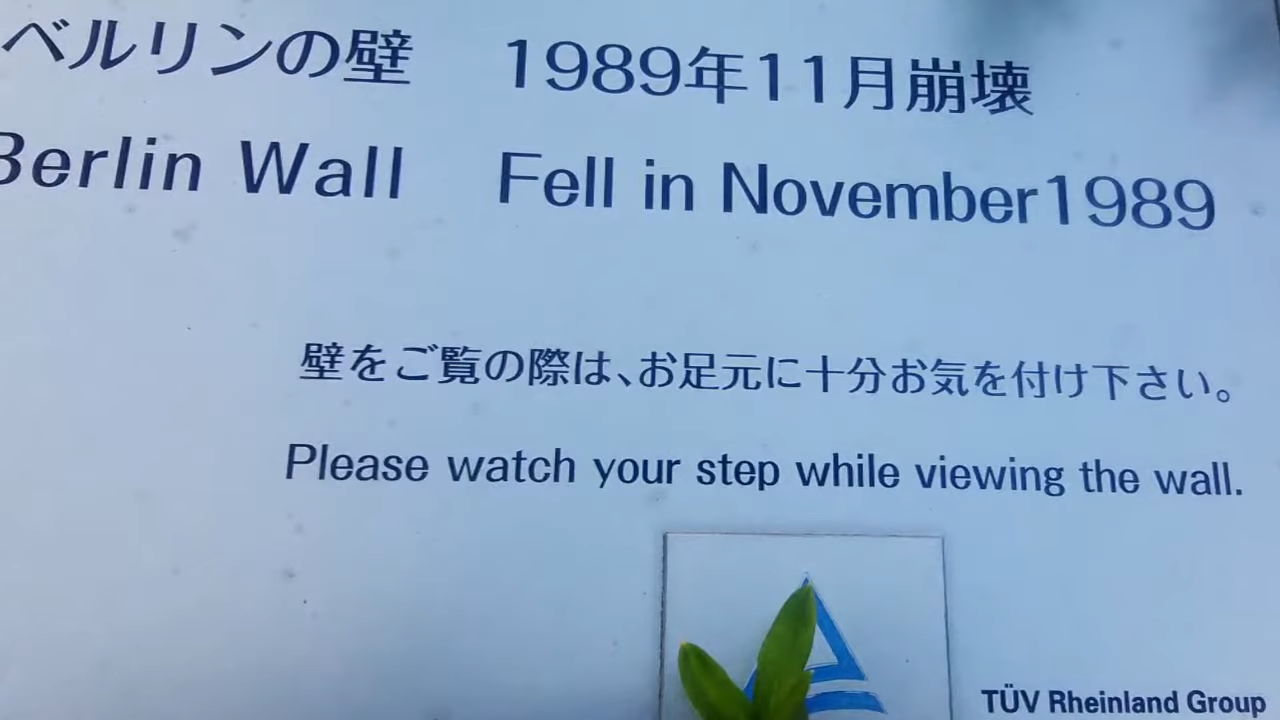 ベルリンの壁　1989年11月崩壊
Berlin Wall　Fell in November1989
壁をご覧の際は、お足元に十分お気を付け下さい。
Please watch your step while viewing the wall.
TÜV Rheinland Group